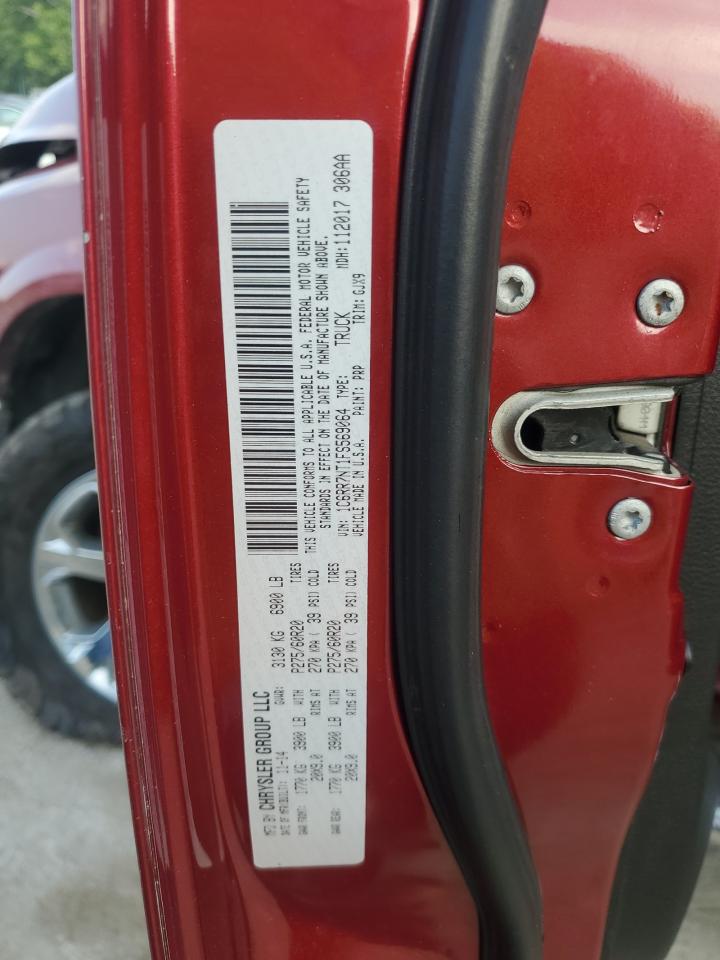 MFD BY CHRYSLER GROUP LLC
DATE OF MFR(BUILT): 11-14 GVWR: 3130 KG 6900 LB
GAWR FRONT: 1770 KG 3900 LB WITH P275/60R20 TIRES
20X9.0 RIMS AT 270 KPA ( 39 PSI) COLD
GAWR REAR: 1770 KG 3900 LB WITH P275/60R20 TIRES
20X9.0 RIMS AT 270 KPA ( 39 PSI) COLD
THIS VEHICLE CONFORMS TO ALL APPLICABLE U.S.A. FEDERAL MOTOR VEHICLE SAFETY
STANDARDS IN EFFECT ON THE DATE OF MANUFACTURE SHOWN ABOVE.
VIN: 1C6RR7NT1FS569064 TYPE: TRUCK MDH: 112017 306AA
VEHICLE MADE IN U.S.A. PAINT: PRP TRIM: GJX9